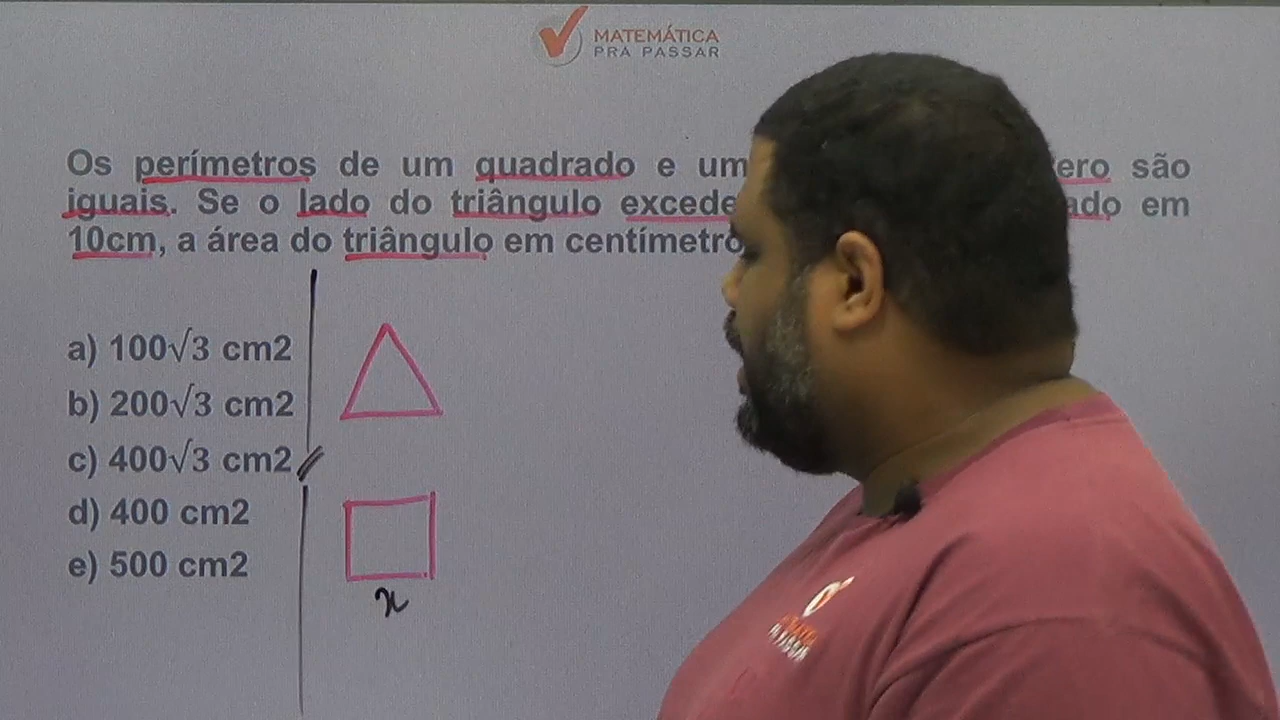 MATEMÁTICA
PRA PASSAR
Os perímetros de um quadrado e um ero são
iguais. Se o lado do triângulo excede ado em
10cm, a área do triângulo em centímetro
a) 100√3 cm2
b) 200√3 cm2
c) 400√3 cm2
d) 400 cm2
e) 500 cm2
x